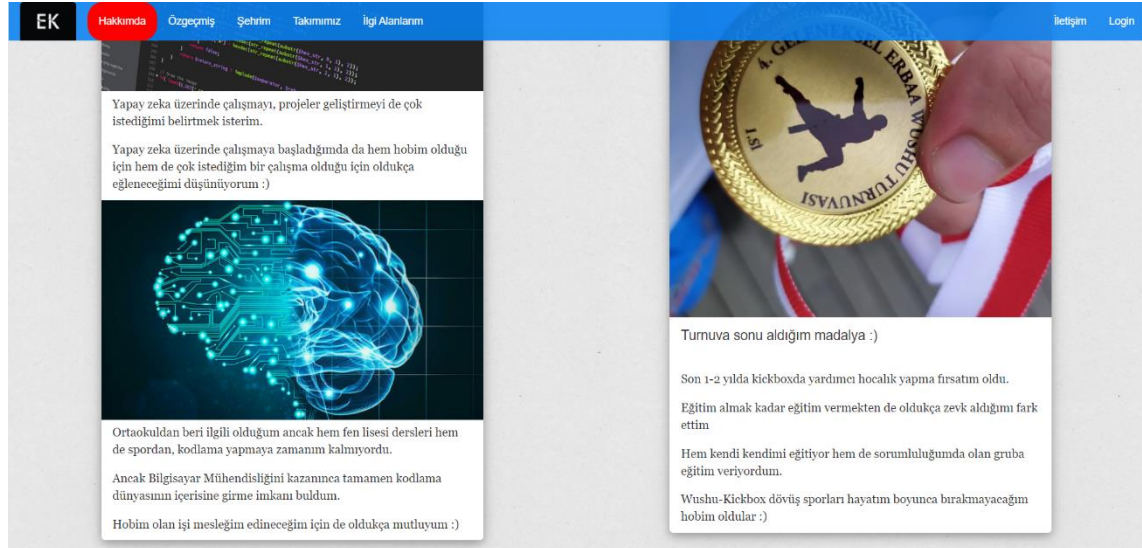 EK
Hakkımda
Özgeçmiş
Şehrim
Takımımız
İlgi Alanlarım
İletişim
Login
Yapay zeka üzerinde çalışmayı, projeler geliştirmeyi de çok
istediğimi belirtmek isterim.
Yapay zeka üzerinde çalışmaya başladığımda da hem hobim olduğu
için hem de çok istediğim bir çalışma olduğu için oldukça
eğleneceğimi düşünüyorum :)
Ortaokuldan beri ilgili olduğum ancak hem fen lisesi dersleri hem
de spordan, kodlama yapmaya zamanım kalmıyordu.
Ancak Bilgisayar Mühendisliğini kazanınca tamamen kodlama
dünyasının içerisine girme imkanı buldum.
Hobim olan işi mesleğim edineceğim için de oldukça mutluyum :)
4. GELENEKSEL ERBAA WUSHU TURNUVASI
1ST
Turnuva sonu aldığım madalya :)
Son 1-2 yılda kickboxda yardımcı hocalık yapma fırsatım oldu.
Eğitim almak kadar eğitim vermekten de oldukça zevk aldığımı fark
ettim
Hem kendi kendimi eğitiyor hem de sorumluluğumda olan gruba
eğitim veriyordum.
Wushu-Kickbox dövüş sporları hayatım boyunca bırakmayacağım
hobim oldular :)